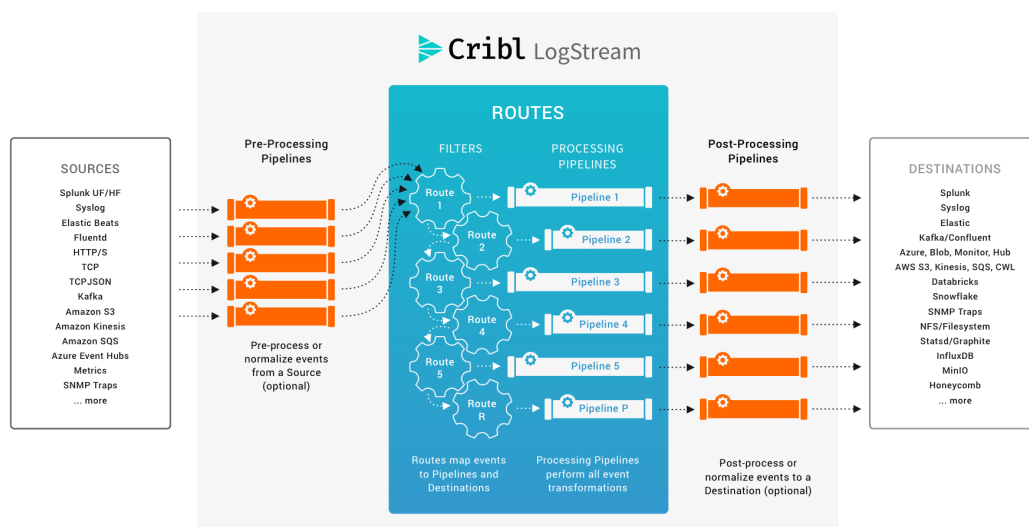 Cribl LogStream
SOURCES
Splunk UF/HF
Syslog
Elastic Beats
Fluentd
HTTP/S
TCP
TCPJSON
Kafka
Amazon S3
Amazon Kinesis
Amazon SQS
Azure Event Hubs
Metrics
SNMP Traps
... more
Pre-Processing
Pipelines
Pre-process or
normalize events
from a Source
(optional)
ROUTES
FILTERS
Route
1
Route
2
Route
3
Route
4
Route
5
Route
R
Routes map events
to Pipelines and
Destinations
PROCESSING
PIPELINES
Pipeline 1
Pipeline 2
Pipeline 3
Pipeline 4
Pipeline 5
Pipeline P
Processing Pipelines
perform all event
transformations
Post-Processing
Pipelines
Post-process or
normalize events to a
Destination (optional)
DESTINATIONS
Splunk
Syslog
Elastic
Kafka/Confluent
Azure, Blob, Monitor, Hub
AWS S3, Kinesis, SQS, CWL
Databricks
Snowflake
SNMP Traps
NFS/Filesystem
Statsd/Graphite
InfluxDB
MinIO
Honeycomb
... more